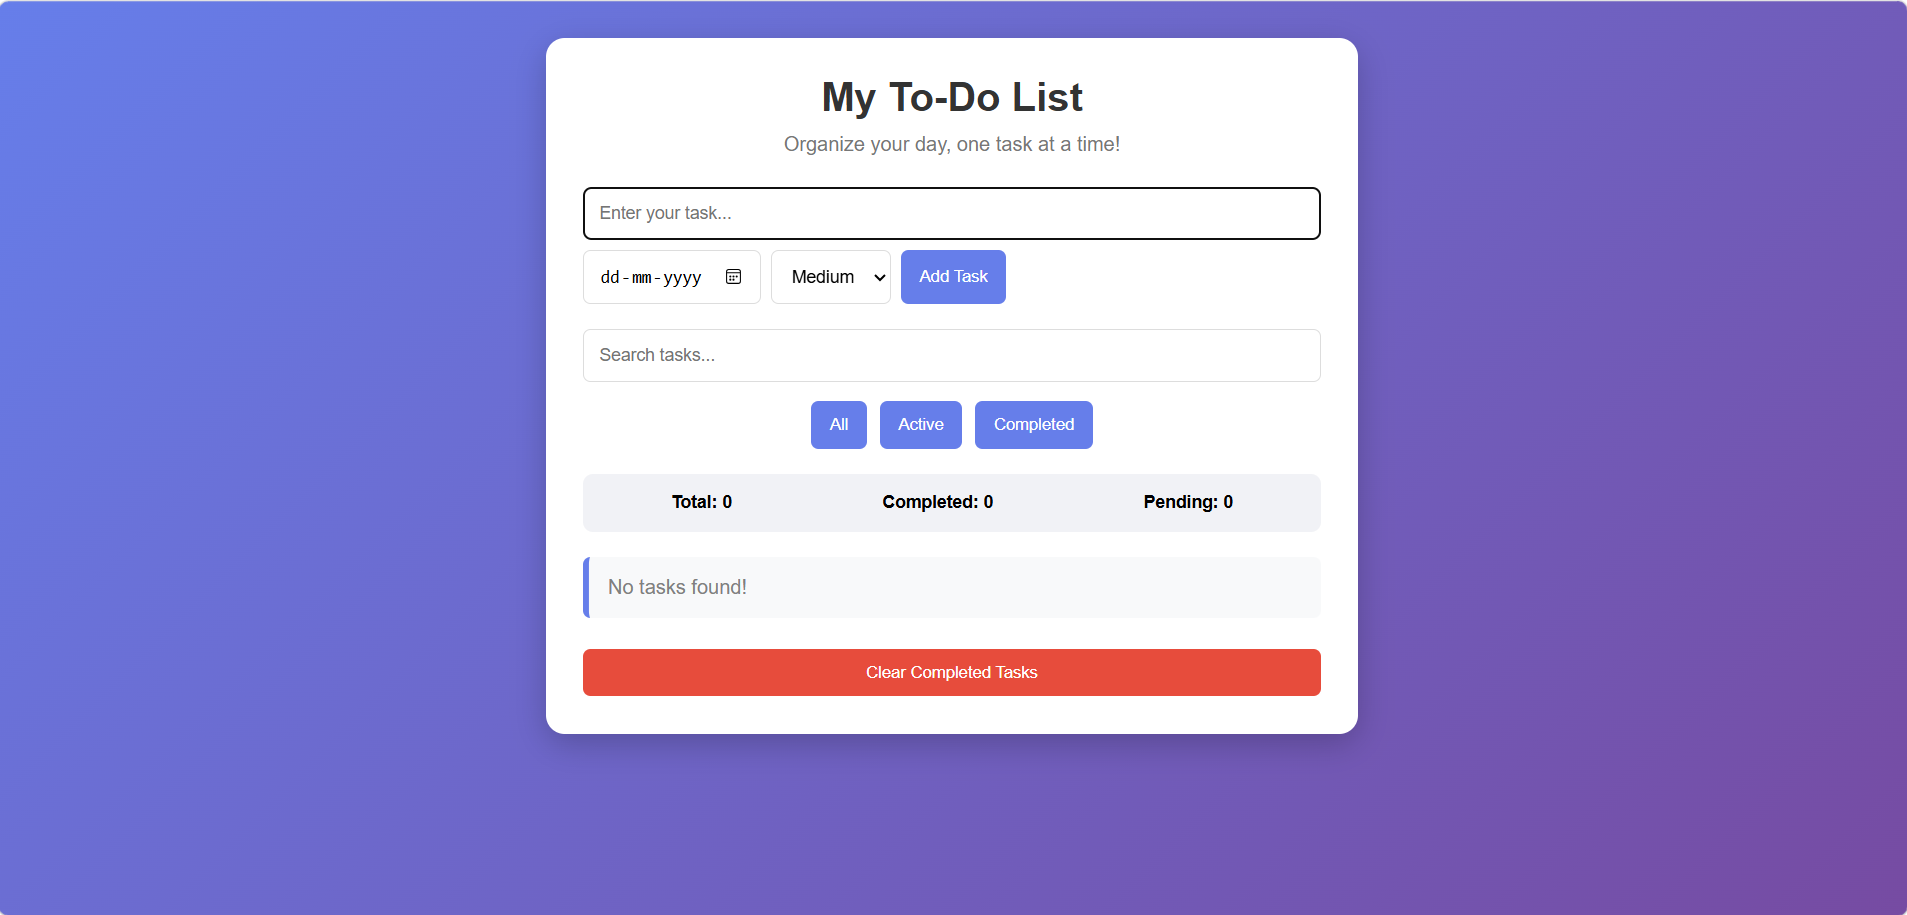 My To-Do List
Organize your day, one task at a time!
Enter your task...
dd-mm-yyyy Medium Add Task
Search tasks...
All Active Completed
Total: 0 Completed: 0 Pending: 0
No tasks found!
Clear Completed Tasks